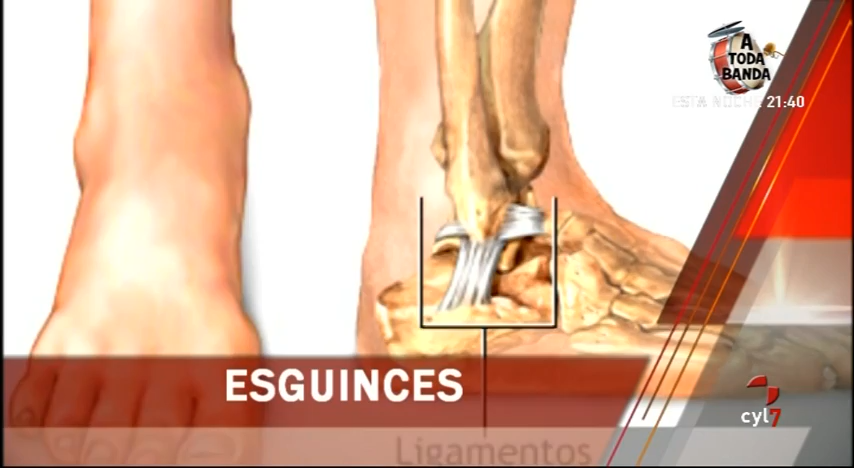 A
TODA
BANDA
ESTA NOCHE 21:40
ESGUINCES
cyl7
Ligamentos